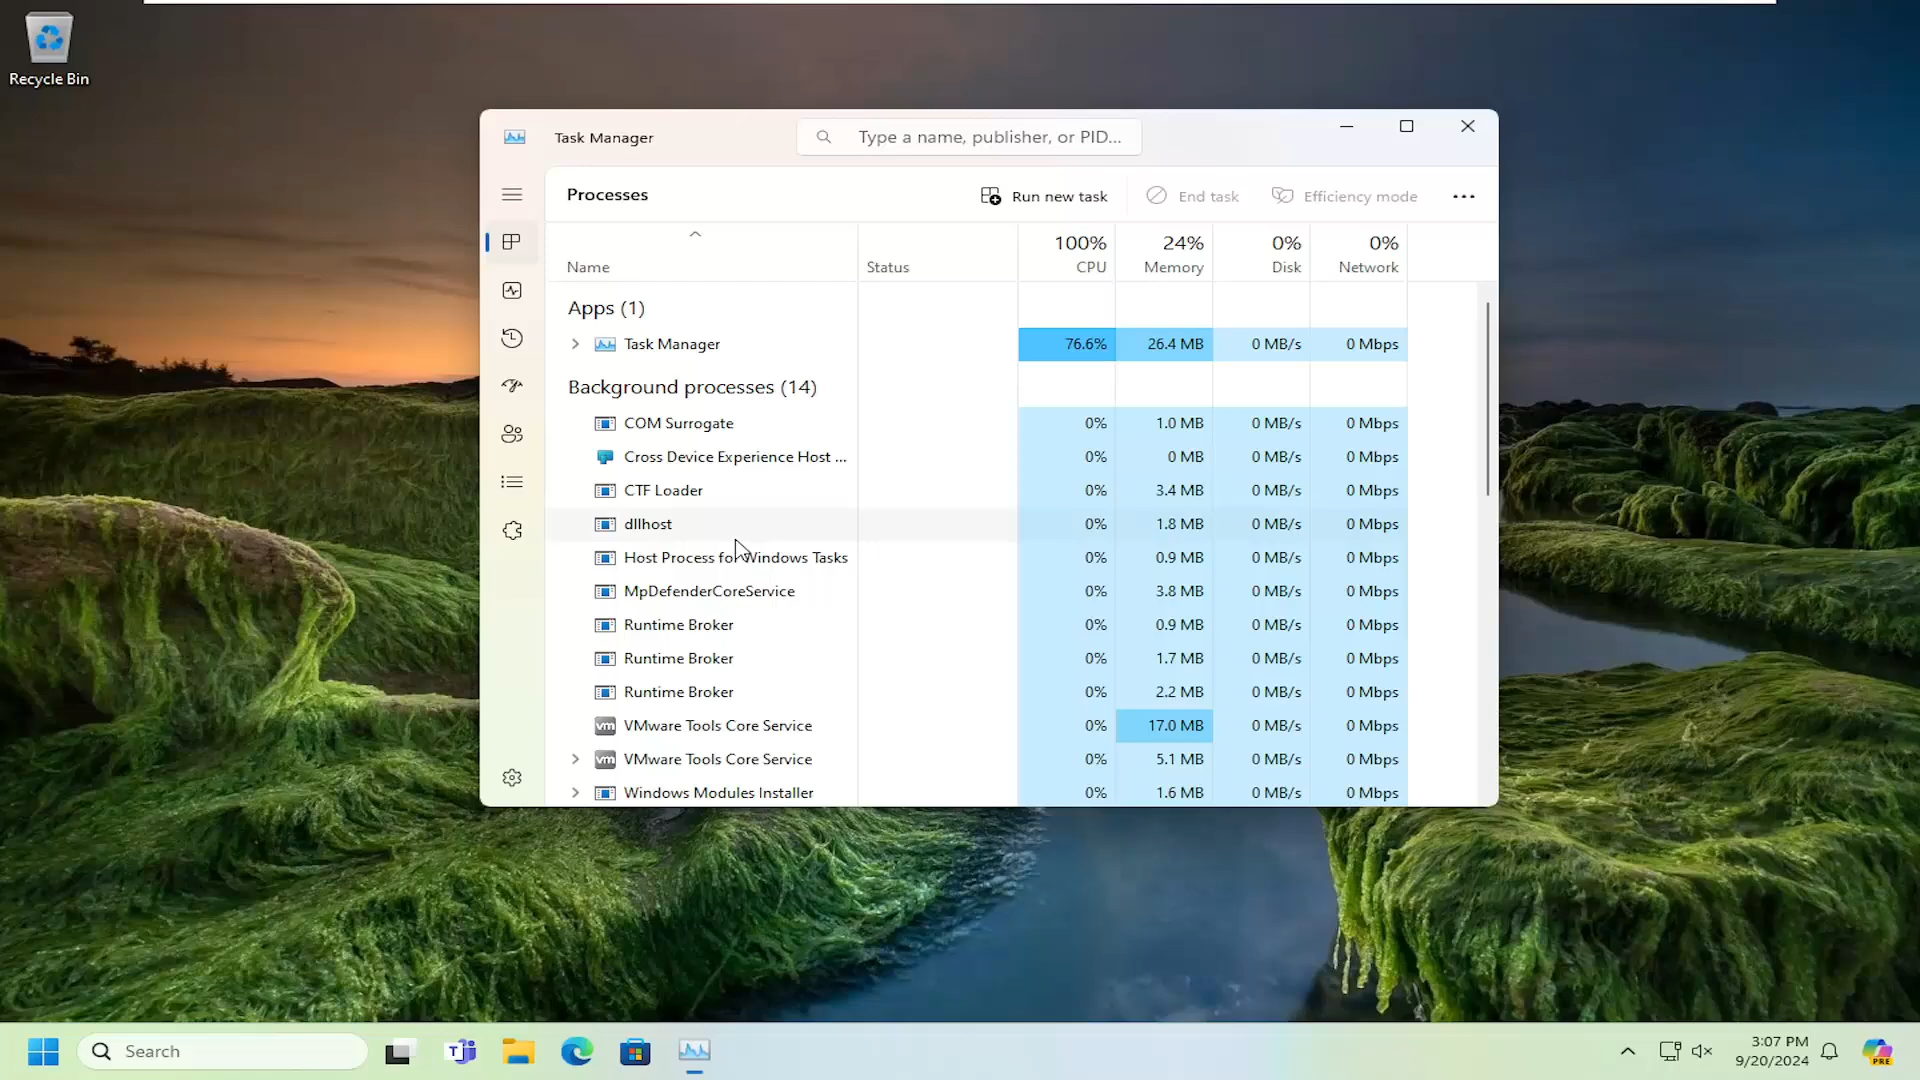 Recycle Bin
Task Manager
Type a name, publisher, or PID...
Processes
Run new task
End task
Efficiency mode
Name
Status
100%
CPU
24%
Memory
0%
Disk
0%
Network
Apps (1)
Task Manager 76.6% 26.4 MB 0 MB/s 0 Mbps
Background processes (14)
COM Surrogate 0% 1.0 MB 0 MB/s 0 Mbps
Cross Device Experience Host ... 0% 0 MB 0 MB/s 0 Mbps
CTF Loader 0% 3.4 MB 0 MB/s 0 Mbps
dllhost 0% 1.8 MB 0 MB/s 0 Mbps
Host Process for Windows Tasks 0% 0.9 MB 0 MB/s 0 Mbps
MpDefenderCoreService 0% 3.8 MB 0 MB/s 0 Mbps
Runtime Broker 0% 0.9 MB 0 MB/s 0 Mbps
Runtime Broker 0% 1.7 MB 0 MB/s 0 Mbps
Runtime Broker 0% 2.2 MB 0 MB/s 0 Mbps
vm VMware Tools Core Service 0% 17.0 MB 0 MB/s 0 Mbps
vm VMware Tools Core Service 0% 5.1 MB 0 MB/s 0 Mbps
Windows Modules Installer 0% 1.6 MB 0 MB/s 0 Mbps
Search
T
3:07 PM
9/20/2024
PRE